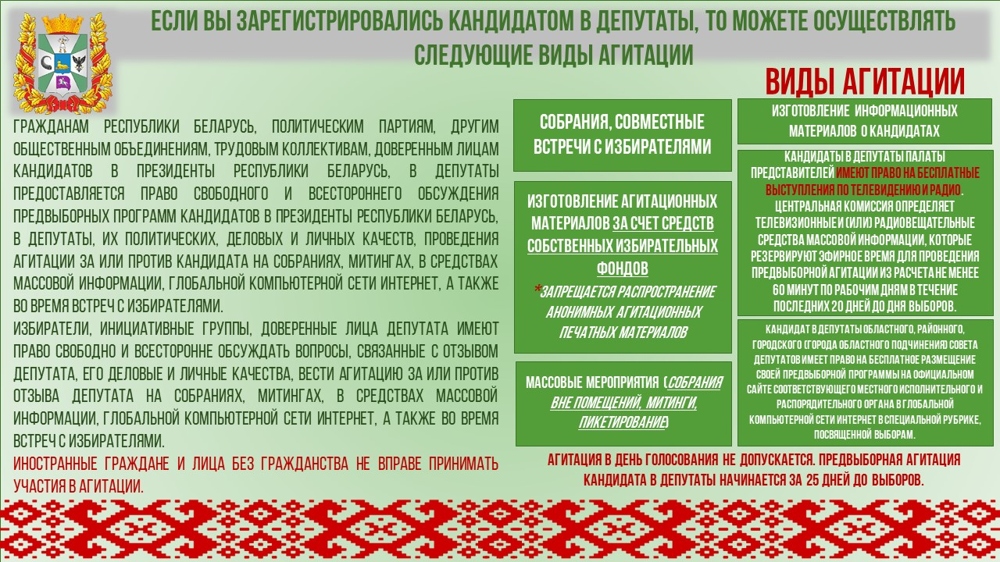 ЕСЛИ ВЫ ЗАРЕГИСТРИРОВАЛИСЬ КАНДИДАТОМ В ДЕПУТАТЫ, ТО МОЖЕТЕ ОСУЩЕСТВЛЯТЬ
СЛЕДУЮЩИЕ ВИДЫ АГИТАЦИИ
ГРАЖДАНАМ РЕСПУБЛИКИ БЕЛАРУСЬ, ПОЛИТИЧЕСКИМ ПАРТИЯМ, ДРУГИМ
ОБЩЕСТВЕННЫМ ОБЪЕДИНЕНИЯМ, ТРУДОВЫМ КОЛЛЕКТИВАМ, ДОВЕРЕННЫМ ЛИЦАМ
КАНДИДАТОВ В ПРЕЗИДЕНТЫ РЕСПУБЛИКИ БЕЛАРУСЬ, В ДЕПУТАТЫ
ПРЕДОСТАВЛЯЕТСЯ ПРАВО СВОБОДНОГО И ВСЕСТОРОННЕГО ОБСУЖДЕНИЯ
ПРЕДВЫБОРНЫХ ПРОГРАММ КАНДИДАТОВ В ПРЕЗИДЕНТЫ РЕСПУБЛИКИ БЕЛАРУСЬ,
В ДЕПУТАТЫ, ИХ ПОЛИТИЧЕСКИХ, ДЕЛОВЫХ И ЛИЧНЫХ КАЧЕСТВ, ПРОВЕДЕНИЯ
АГИТАЦИИ ЗА ИЛИ ПРОТИВ КАНДИДАТА НА СОБРАНИЯХ, МИТИНГАХ, В СРЕДСТВАХ
МАССОВОЙ ИНФОРМАЦИИ, ГЛОБАЛЬНОЙ КОМПЬЮТЕРНОЙ СЕТИ ИНТЕРНЕТ, А ТАКЖЕ
ВО ВРЕМЯ ВСТРЕЧ С ИЗБИРАТЕЛЯМИ.
ИЗБИРАТЕЛИ, ИНИЦИАТИВНЫЕ ГРУППЫ, ДОВЕРЕННЫЕ ЛИЦА ДЕПУТАТА ИМЕЮТ
ПРАВО СВОБОДНО И ВСЕСТОРОННЕ ОБСУЖДАТЬ ВОПРОСЫ, СВЯЗАННЫЕ С ОТЗЫВОМ
ДЕПУТАТА, ЕГО ДЕЛОВЫЕ И ЛИЧНЫЕ КАЧЕСТВА, ВЕСТИ АГИТАЦИЮ ЗА ИЛИ ПРОТИВ
ОТЗЫВА ДЕПУТАТА НА СОБРАНИЯХ, МИТИНГАХ, В СРЕДСТВАХ МАССОВОЙ
ИНФОРМАЦИИ, ГЛОБАЛЬНОЙ КОМПЬЮТЕРНОЙ СЕТИ ИНТЕРНЕТ, А ТАКЖЕ ВО ВРЕМЯ
ВСТРЕЧ С ИЗБИРАТЕЛЯМИ.
ИНОСТРАННЫЕ ГРАЖДАНЕ И ЛИЦА БЕЗ ГРАЖДАНСТВА НЕ ВПРАВЕ ПРИНИМАТЬ
УЧАСТИЯ В АГИТАЦИИ.
ВИДЫ АГИТАЦИИ
СОБРАНИЯ, СОВМЕСТНЫЕ
ВСТРЕЧИ С ИЗБИРАТЕЛЯМИ
ИЗГОТОВЛЕНИЕ АГИТАЦИОННЫХ
МАТЕРИАЛОВ ЗА СЧЕТ СРЕДСТВ
СОБСТВЕННЫХ ИЗБИРАТЕЛЬНЫХ
ФОНДОВ
*ЗАПРЕЩАЕТСЯ РАСПРОСТРАНЕНИЕ
АНОНИМНЫХ АГИТАЦИОННЫХ
ПЕЧАТНЫХ МАТЕРИАЛОВ
МАССОВЫЕ МЕРОПРИЯТИЯ (СОБРАНИЯ
ВНЕ ПОМЕЩЕНИЙ, МИТИНГИ,
ПИКЕТИРОВАНИЕ)
ИЗГОТОВЛЕНИЕ ИНФОРМАЦИОННЫХ
МАТЕРИАЛОВ О КАНДИДАТАХ
КАНДИДАТЫ В ДЕПУТАТЫ ПАЛАТЫ
ПРЕДСТАВИТЕЛЕЙ ИМЕЮТ ПРАВО НА БЕСПЛАТНЫЕ
ВЫСТУПЛЕНИЯ ПО ТЕЛЕВИДЕНИЮ И РАДИО.
ЦЕНТРАЛЬНАЯ КОМИССИЯ ОПРЕДЕЛЯЕТ
ТЕЛЕВИЗИОННЫЕ И (ИЛИ) РАДИОВЕЩАТЕЛЬНЫЕ
СРЕДСТВА МАССОВОЙ ИНФОРМАЦИИ, КОТОРЫЕ
РЕЗЕРВИРУЮТ ЭФИРНОЕ ВРЕМЯ ДЛЯ ПРОВЕДЕНИЯ
ПРЕДВЫБОРНОЙ АГИТАЦИИ ИЗ РАСЧЕТА НЕ МЕНЕЕ
60 МИНУТ ПО РАБОЧИМ ДНЯМ В ТЕЧЕНИЕ
ПОСЛЕДНИХ 20 ДНЕЙ ДО ДНЯ ВЫБОРОВ.
КАНДИДАТ В ДЕПУТАТЫ ОБЛАСТНОГО, РАЙОННОГО,
ГОРОДСКОГО (ГОРОДА ОБЛАСТНОГО ПОДЧИНЕНИЯ) СОВЕТА
ДЕПУТАТОВ ИМЕЕТ ПРАВО НА БЕСПЛАТНОЕ РАЗМЕЩЕНИЕ
СВОЕЙ ПРЕДВЫБОРНОЙ ПРОГРАММЫ НА ОФИЦИАЛЬНОМ
САЙТЕ СООТВЕТСТВУЮЩЕГО МЕСТНОГО ИСПОЛНИТЕЛЬНОГО И
РАСПОРЯДИТЕЛЬНОГО ОРГАНА В ГЛОБАЛЬНОЙ
КОМПЬЮТЕРНОЙ СЕТИ ИНТЕРНЕТ В СПЕЦИАЛЬНОЙ РУБРИКЕ,
ПОСВЯЩЕННОЙ ВЫБОРАМ.
АГИТАЦИЯ В ДЕНЬ ГОЛОСОВАНИЯ НЕ ДОПУСКАЕТСЯ. ПРЕДВЫБОРНАЯ АГИТАЦИЯ
КАНДИДАТА В ДЕПУТАТЫ НАЧИНАЕТСЯ ЗА 25 ДНЕЙ ДО ВЫБОРОВ.